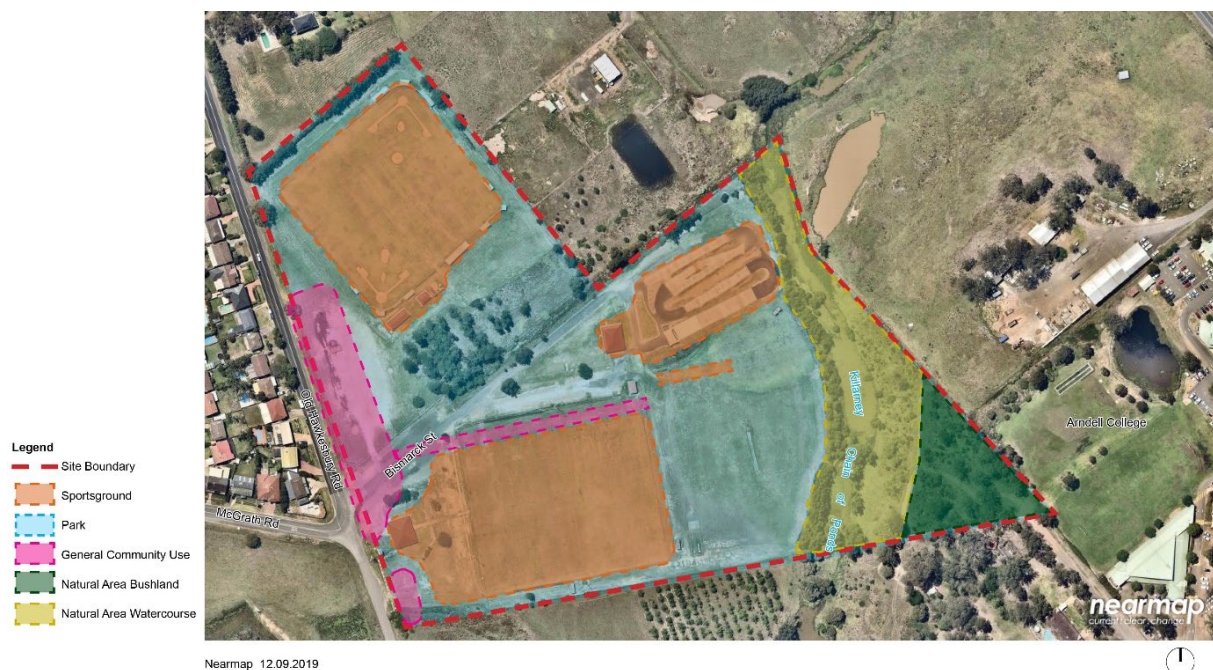 Legend
Site Boundary
Sportsground
Park
General Community Use
Natural Area Bushland
Natural Area Watercourse
Old Hawkesbury Rd
McGrath Rd
Bismarck St
Killarney Chain of Ponds
Arndell College
nearmap
current clear change
Nearmap 12.09.2019